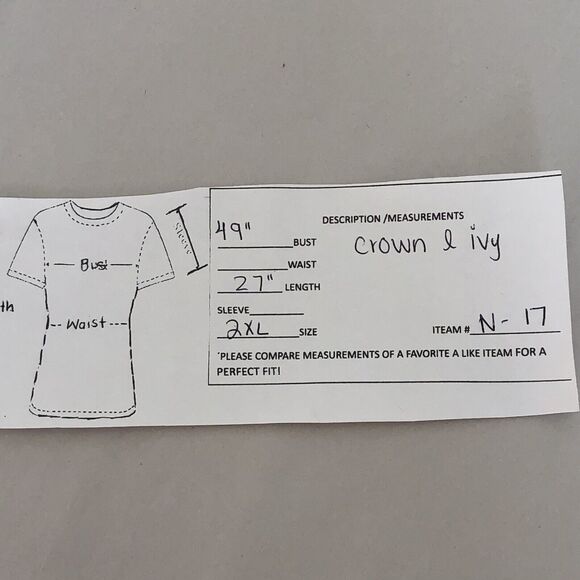 th
Bust
Waist
Sleeve
DESCRIPTION /MEASUREMENTS
49" BUST
crown & ivy
WAIST
27" LENGTH
SLEEVE
2XL SIZE
ITEAM # N - 17
*PLEASE COMPARE MEASUREMENTS OF A FAVORITE A LIKE ITEAM FOR A
PERFECT FIT!